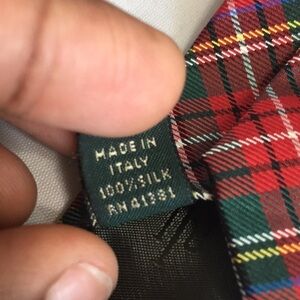 MADE IN
ITALY
100% SILK
RN 41381